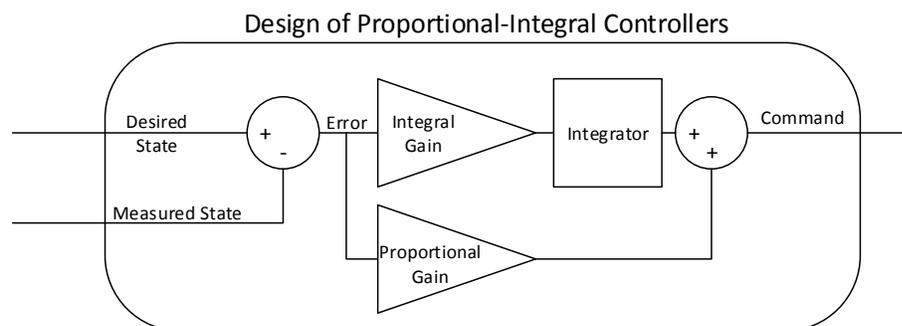 Design of Proportional-Integral Controllers
Desired
State
+
-
Error
Integral
Gain
Integrator
+
+
Command
Measured State
Proportional
Gain